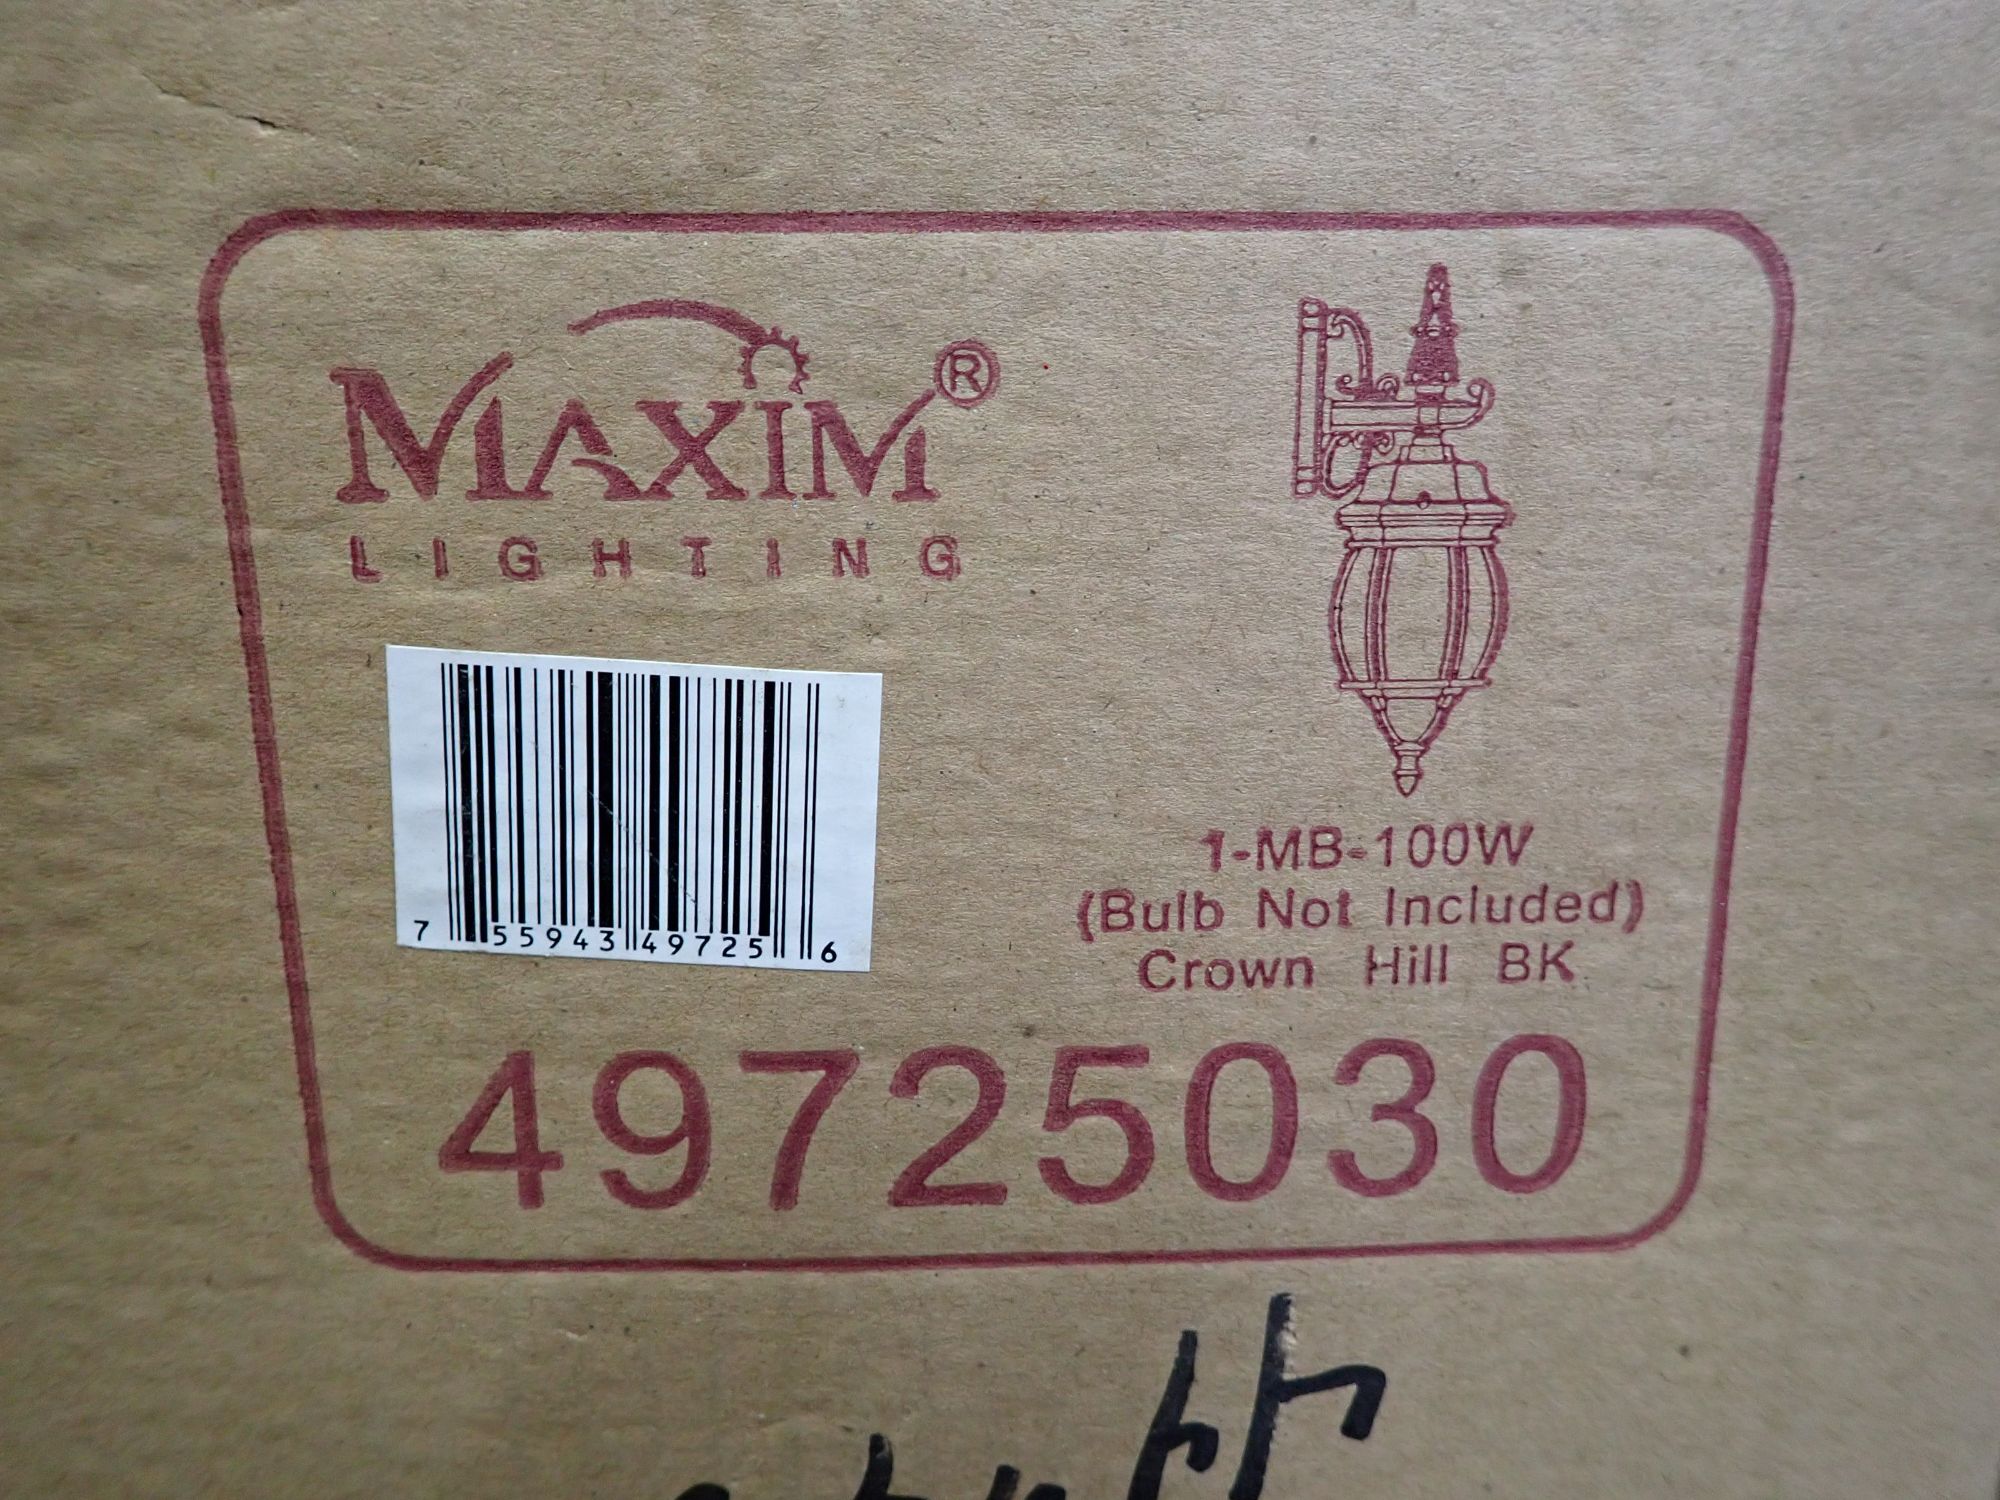 MAXIM®
LIGHTING
7 55943 49725 6
1-MB-100W
(Bulb Not Included)
Crown Hill BK
49725030